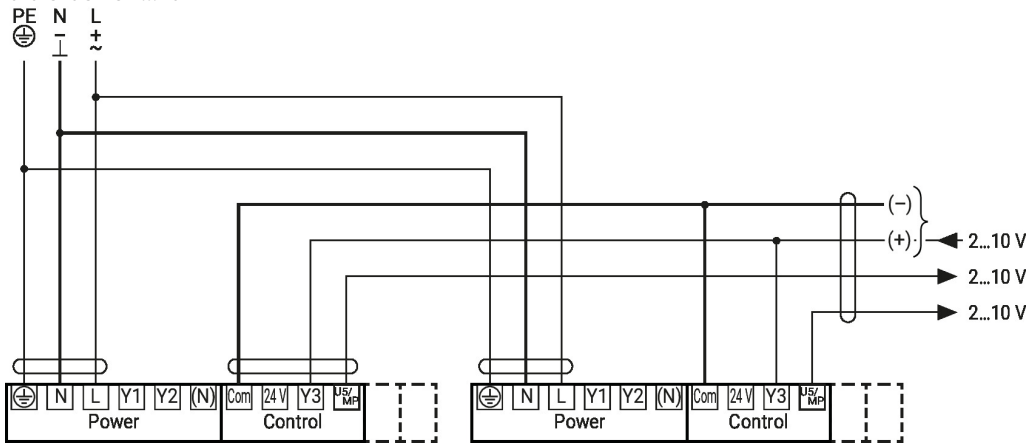 PE N L
⏚ - +
⊥ ~
(–)
(+) 2...10 V
2...10 V
2...10 V
N L Y1 Y2 (N) Com 24 V Y3 U5/MP N L Y1 Y2 (N) Com 24 V Y3 U5/MP
Power Control Power Control